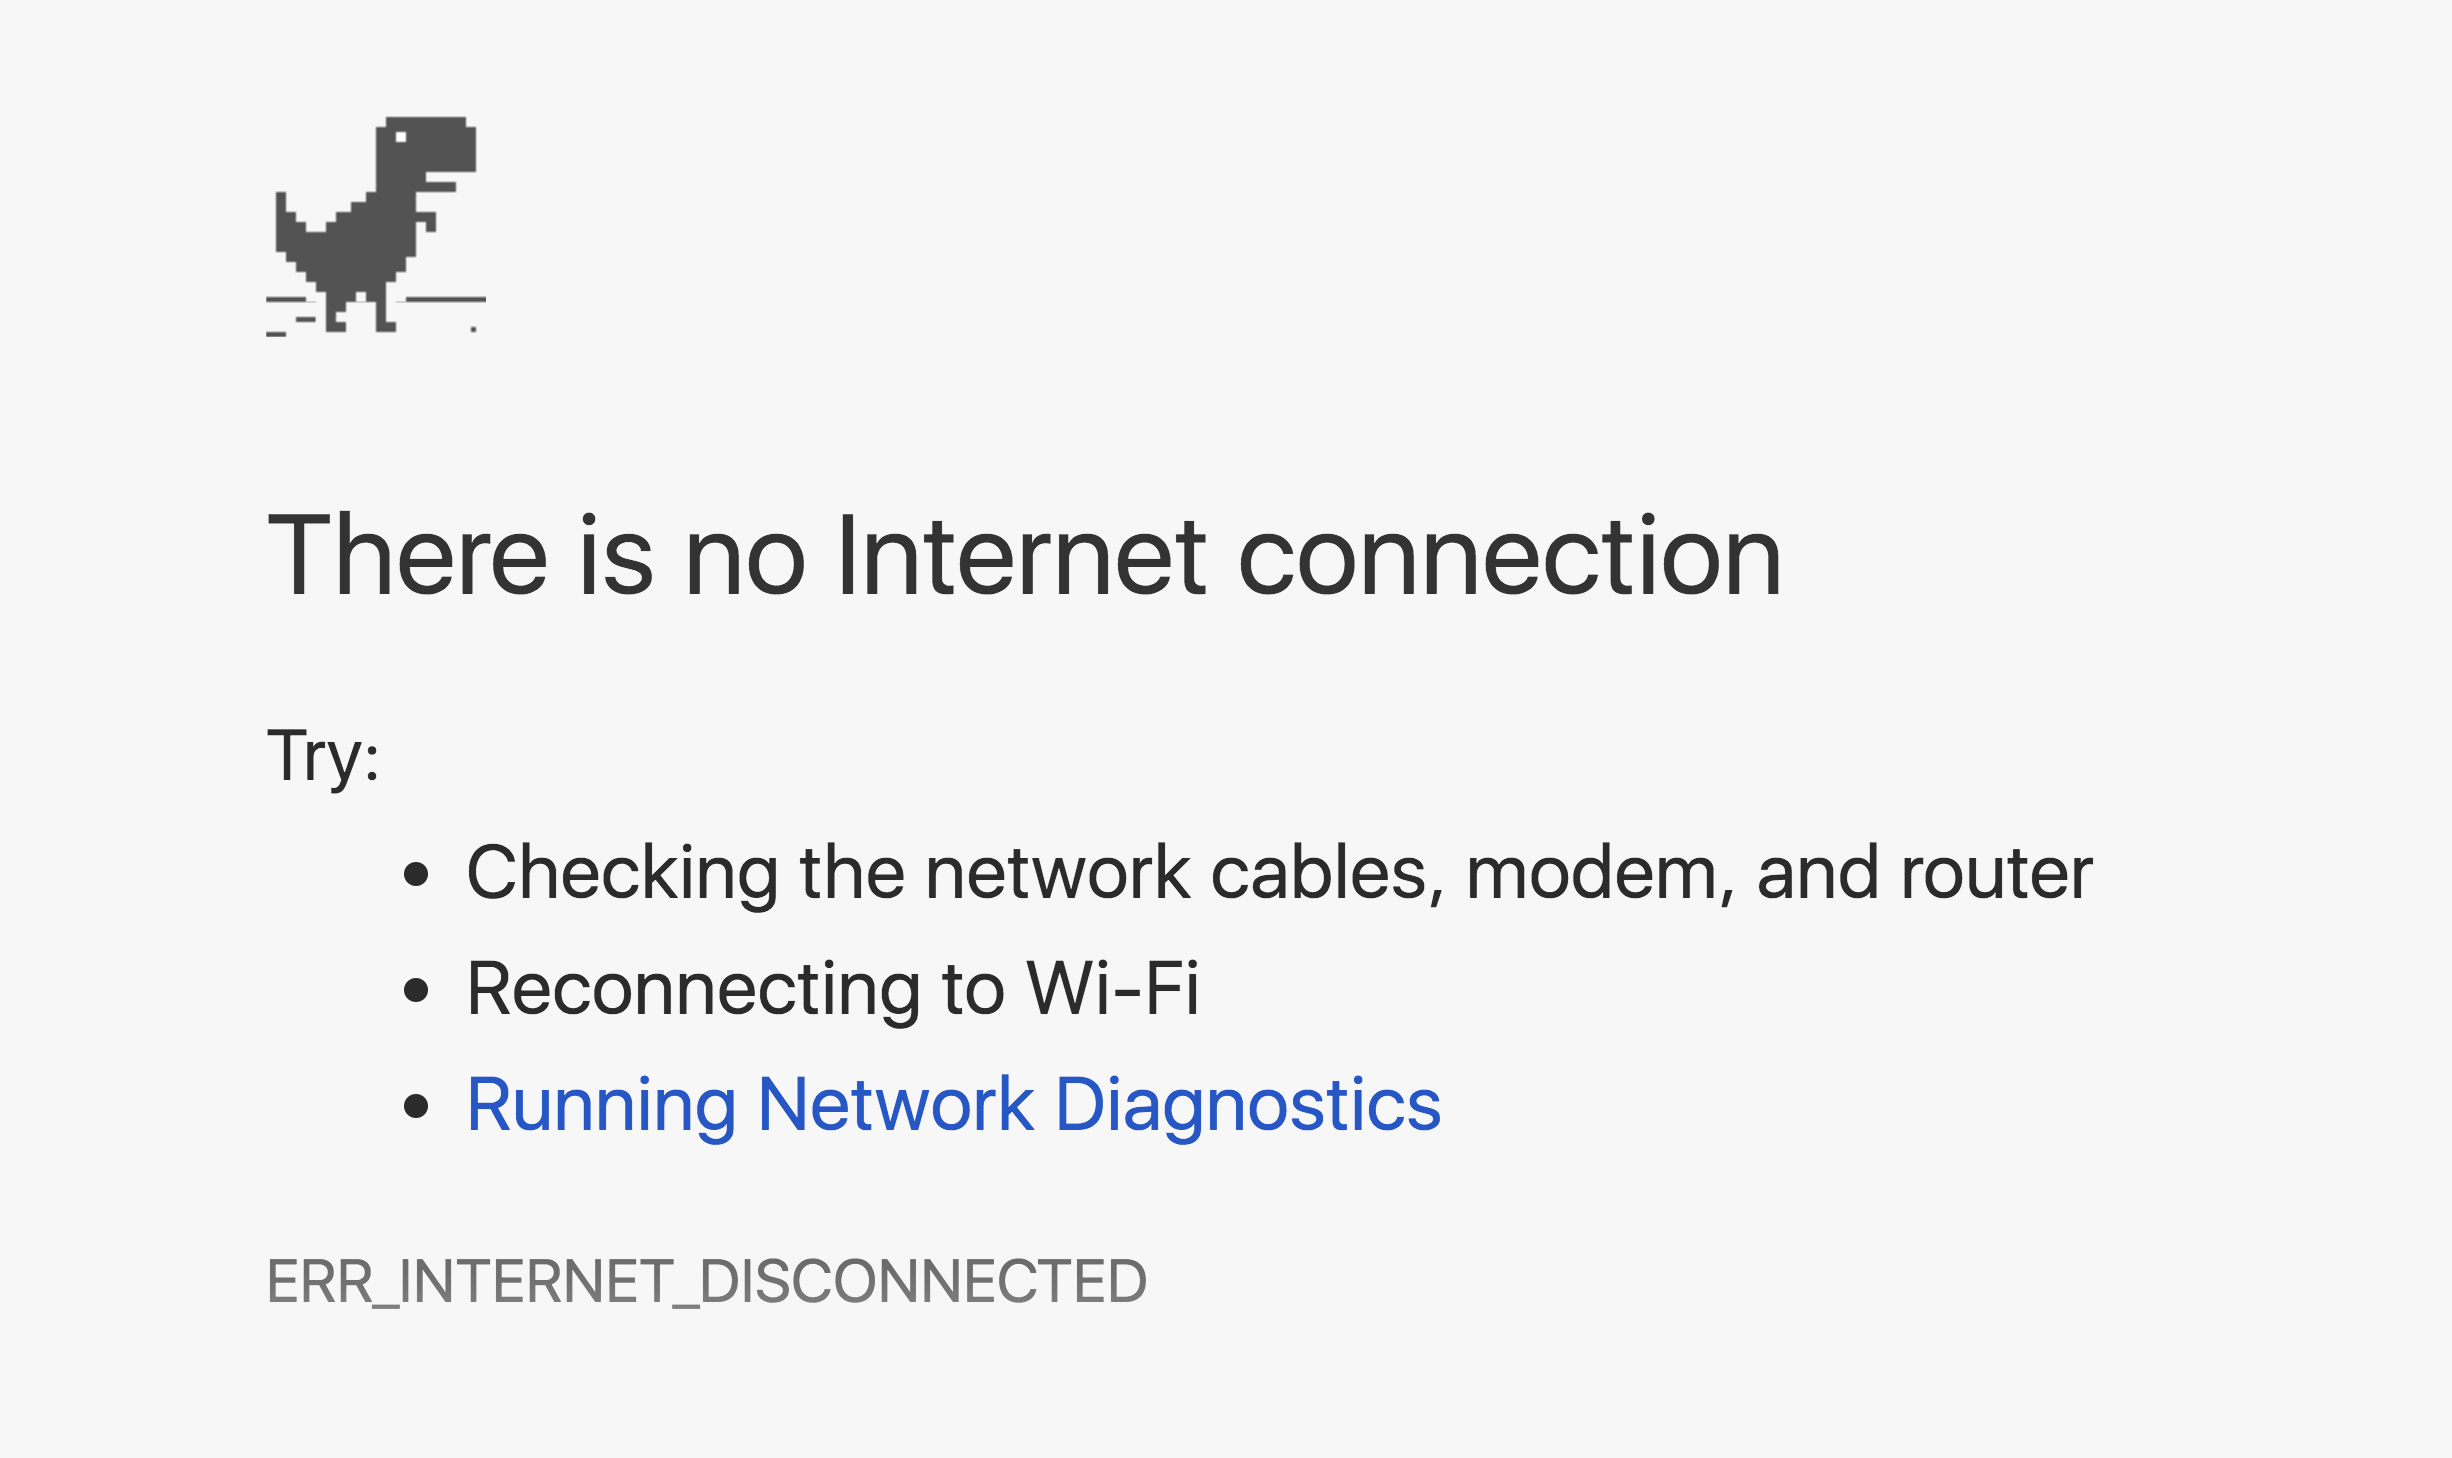 There is no Internet connection
Try:
• Checking the network cables, modem, and router
• Reconnecting to Wi-Fi
• Running Network Diagnostics
ERR_INTERNET_DISCONNECTED